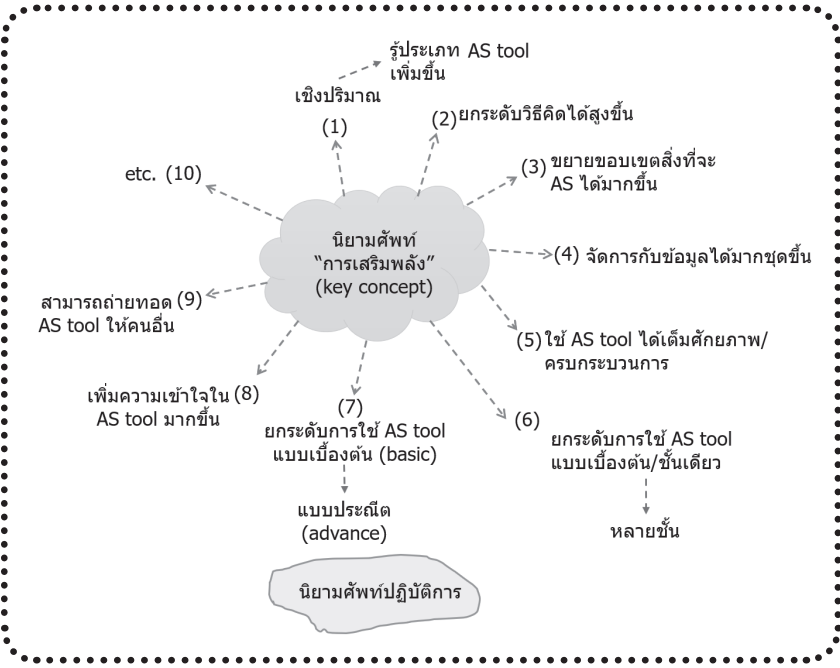 รู้ประเภท AS tool
เพิ่มขึ้น
เชิงปริมาณ
(1)
(2) ยกระดับวิธีคิดได้สูงขึ้น
(3) ขยายขอบเขตสิ่งที่จะ
AS ได้มากขึ้น
etc. (10)
นิยามศัพท์
“การเสริมพลัง”
(key concept)
(4) จัดการกับข้อมูลได้มากชุดขึ้น
สามารถถ่ายทอด (9)
AS tool ให้คนอื่น
(5) ใช้ AS tool ได้เต็มศักยภาพ/
ครบกระบวนการ
เพิ่มความเข้าใจใน (8)
AS tool มากขึ้น
(7)
ยกระดับการใช้ AS tool
แบบเบื้องต้น (basic)
แบบประณีต
(advance)
(6)
ยกระดับการใช้ AS tool
แบบเบื้องต้น/ชั้นเดียว
หลายชั้น
นิยามศัพท์ปฏิบัติการ